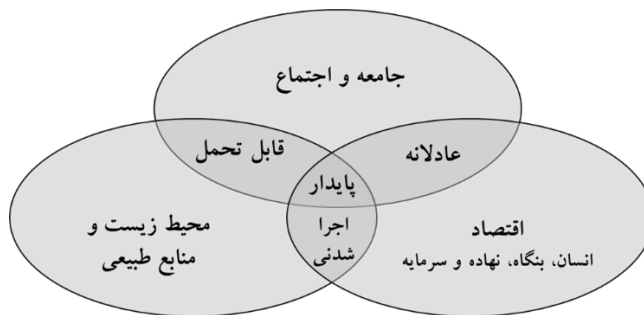 جامعه و اجتماع
قابل تحمل
عادلانه
پایدار
اجرا
شدنی
اقتصاد
انسان، بنگاه، نهاده و سرمایه
محیط زیست و
منابع طبیعی